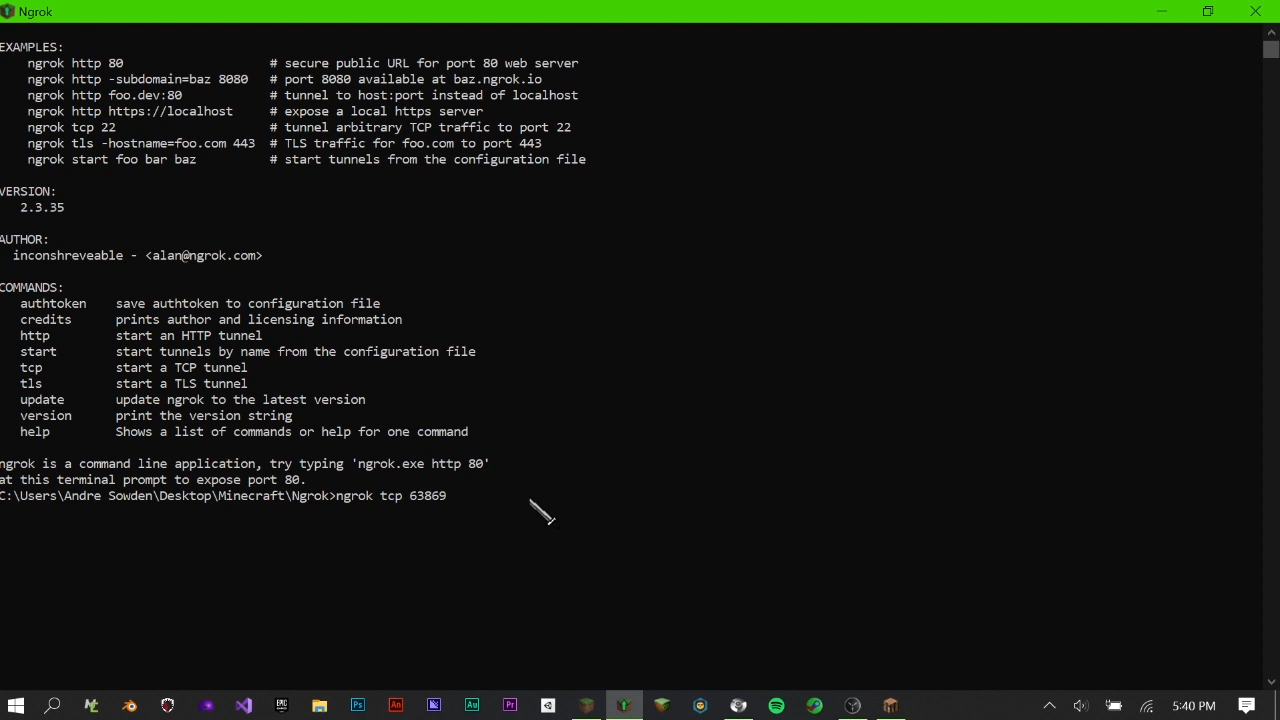 Ngrok
EXAMPLES:
ngrok http 80 # secure public URL for port 80 web server
ngrok http -subdomain=baz 8080 # port 8080 available at baz.ngrok.io
ngrok http foo.dev:80 # tunnel to host:port instead of localhost
ngrok http https://localhost # expose a local https server
ngrok tcp 22 # tunnel arbitrary TCP traffic to port 22
ngrok tls -hostname=foo.com 443 # TLS traffic for foo.com to port 443
ngrok start foo bar baz # start tunnels from the configuration file
VERSION:
2.3.35
AUTHOR:
inconshreveable - <alan@ngrok.com>
COMMANDS:
authtoken save authtoken to configuration file
credits prints author and licensing information
http start an HTTP tunnel
start start tunnels by name from the configuration file
tcp start a TCP tunnel
tls start a TLS tunnel
update update ngrok to the latest version
version print the version string
help Shows a list of commands or help for one command
ngrok is a command line application, try typing 'ngrok.exe http 80'
at this terminal prompt to expose port 80.
C:\Users\Andre Sowden\Desktop\Minecraft\Ngrok>ngrok tcp 63869
Ps An Au Pr
EPIC GAMES
5:40 PM